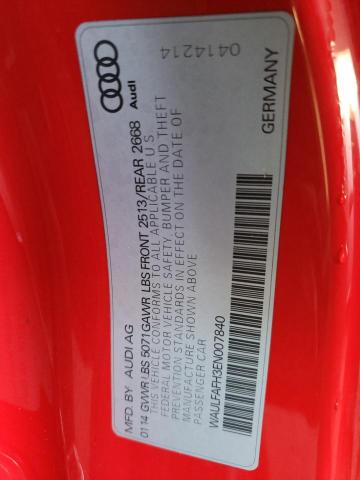 MFD. BY AUDI AG
01 14 GVWR LBS 5071 GAWR LBS FRONT 2513/REAR 2668
THIS VEHICLE CONFORMS TO ALL APPLICABLE U S
FEDERAL MOTOR VEHICLE SAFETY, BUMPER AND THEFT
PREVENTION STANDARDS IN EFFECT ON THE DATE OF
MANUFACTURE SHOWN ABOVE
PASSENGER CAR
WAULFAFH3EN007840
Audi
0414214
GERMANY